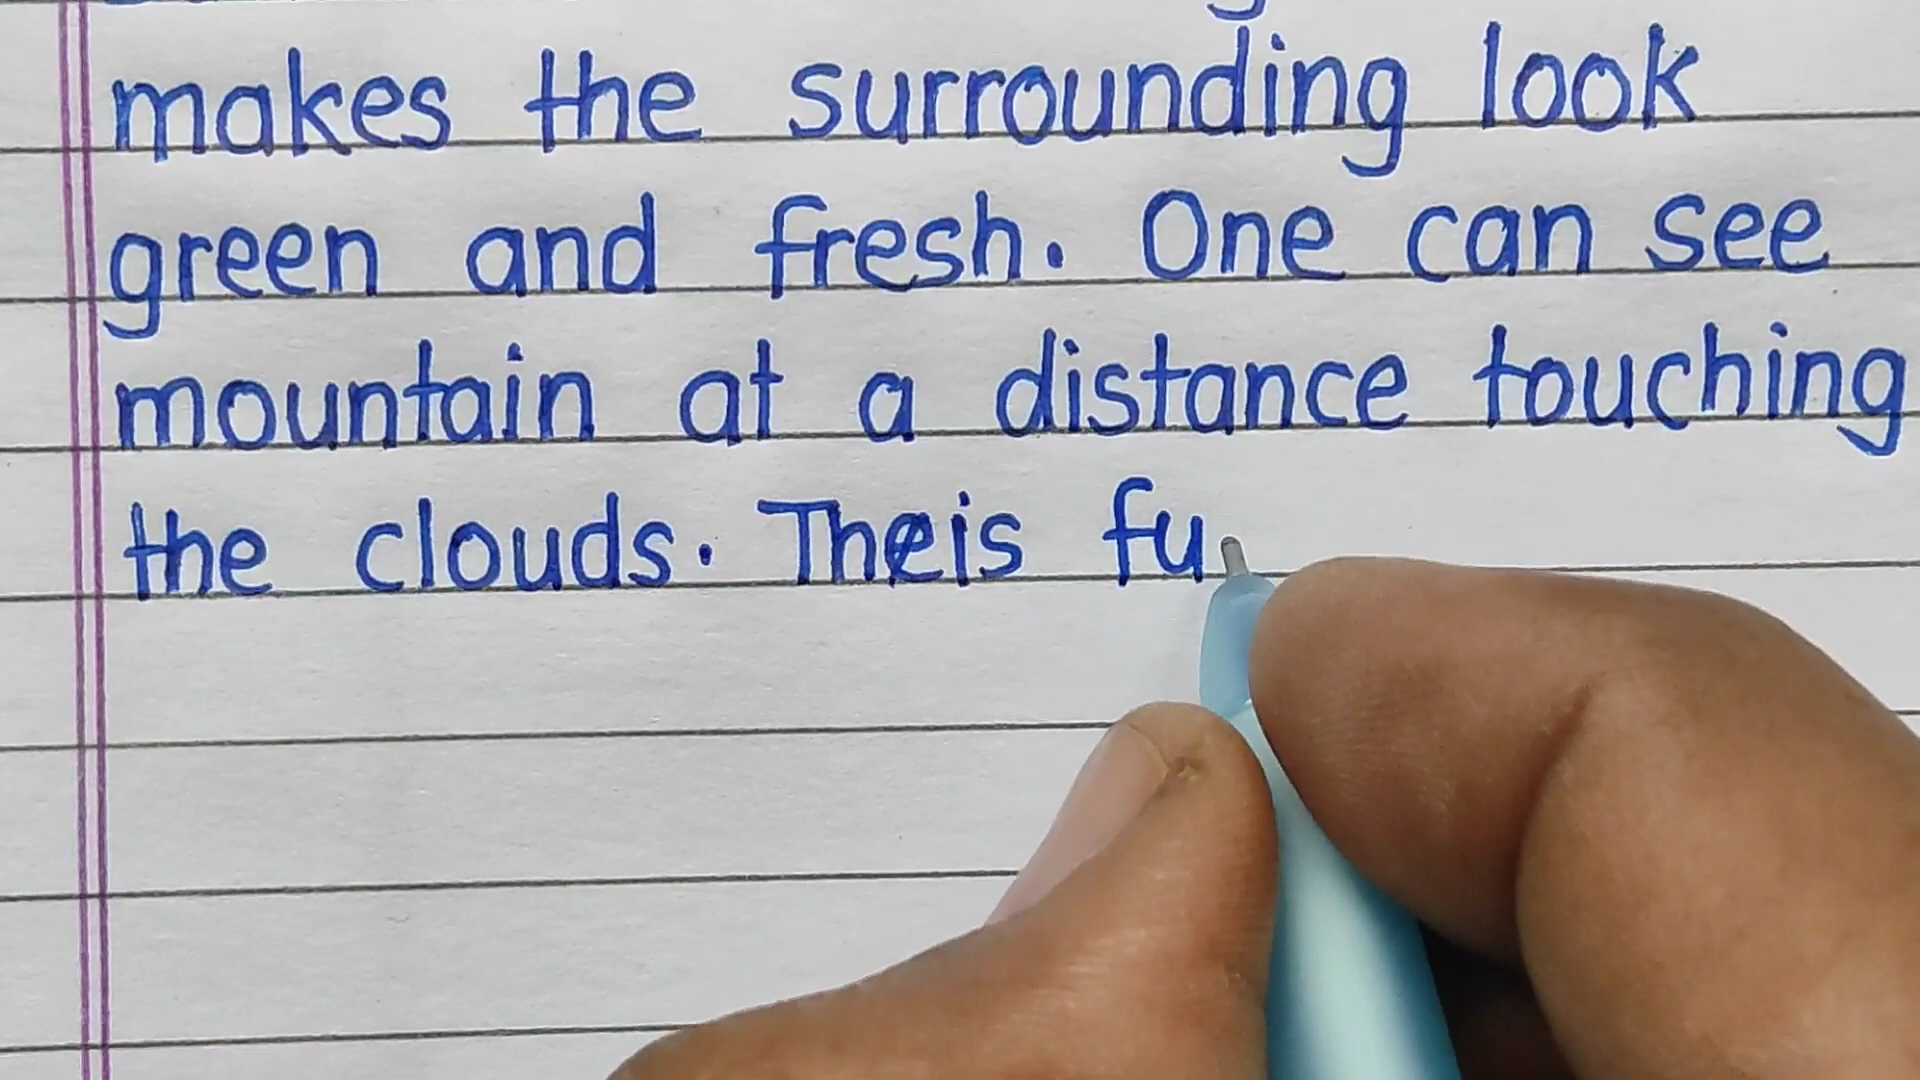 makes the surrounding look
green and fresh. One can see
mountain at a distance touching
the clouds. Theis fu